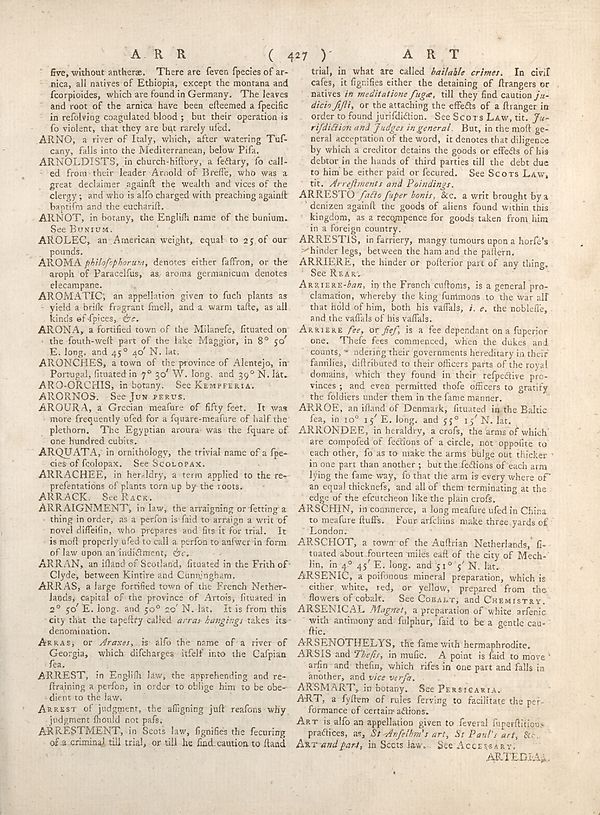 A R R ( 427 ) A R T
five, without antheræ. There are ſeven ſpecies of ar-
nica, all natives of Ethiopia, except the montana and
ſcorpioides, which are found in Germany. The leaves
and root of the arnica have been eſteemed a ſpecific
in reſolving coagulated blood ; but their operation is
ſo violent, that they are but rarely uſed.
ARNO, a river of Italy, which, after watering Tuſ-
cany, falls into the Mediterranean, below Piſa.
ARNOLDISTS, in church-hiſtory, a ſectary, ſo call-
ed from their leader Arnold of Breſſe, who was a
great declaimer againſt the wealth and vices of the
clergy ; and who is alſo charged with preaching againſt
baptiſm and the euchariſt.
ARNOT, in botany, the Engliſh name of the bunium.
See BUNIUM.
AROLEC, an American weight, equal to 25 of our
pounds.
AROMA philoſophorum, denotes either ſaffron, or the
aroph of Paracelſus, as, aroma germanicum denotes
elecampane.
AROMATIC, an appellation given to ſuch plants as
yield a briſk fragrant ſmell, and a warm taſte, as all
kinds of ſpices, &c.
ARONA, a fortified town of the Milaneſe, ſituated on
the ſouth-weſt part of the lake Maggior, in 8° 50′
E. long. and 45° 40′ N. lat.
ARONCHES, a town of the province of Alentejo, in
Portugal, ſituated in 7° 30′ W. long. and 39° N. lat.
ARO-ORCHIS, in botany. See KEMPFERIA.
ARORNOS. See JUNIPERUS.
AROURA, a Grecian meaſure of fifty feet. It was
more frequently uſed for a ſquare-meaſure of half the
plethorn. The Egyptian aroura was the ſquare of
one hundred cubits.
ARQUATA, in ornithology, the trivial name of a ſpe-
cies of ſcolopax. See SCOLOPAX.
ARRACHEE, in heraldry, a term applied to the re-
preſentations of plants torn up by the roots.
ARRACK. See RACK.
ARRAIGNMENT, in law, the arraigning or ſetting a
thing in order, as a perſon is ſaid to arraign a writ of
novel diſſeiſin, who prepares and fits it for trial. It
is moſt properly uſed to call a perſon to anſwer in form
of law upon an indictment, &c.
ARRAN, an iſland of Scotland, ſituated in the Frith of
Clyde, between Kintire and Cunningham.
ARRAS, a large fortified town of the French Nether-
lands, capital of the province of Artois, ſituated in
2° 50′ E. long. and 50° 20′ N. lat. It is from this
city that the tapeſtry called arras hangings takes its
denomination.
ARRAS, or Araxes, is alſo the name of a river of
Georgia, which diſcharges itſelf into the Caſpian
ſea.
ARREST, in Engliſh law, the apprehending and re-
ſtraining a perſon, in order to oblige him to be obe-
dient to the law.
ARREST of judgment, the aſſigning juſt reaſons why
judgment ſhould not paſs.
ARRESTMENT, in Scots law, ſignifies the ſecuring
of a criminal till trial, or till he find caution to ſtand
trial, in what are called bailable crimes. In civil
caſes, it ſignifies either the detaining of ſtrangers or
natives in meditatione fugæ, till they find caution ju-
dicio ſiſti, or the attaching the effects of a ſtranger in
order to found juriſdiction. See SCOTS LAW, tit. Ju-
riſdiction and Judges in general. But, in the moſt ge-
neral acceptation of the word, it denotes that diligence
by which a creditor detains the goods or effects of his
debtor in the hands of third parties till the debt due
to him be either paid or ſecured. See SCOTS LAW,
tit. Arreſtments and Poindings.
ARRESTO facto ſuper bonis, &c. a writ brought by a
denizen againſt the goods of aliens found within this
kingdom, as a recompence for goods taken from him
in a foreign country.
ARRESTIS, in farriery, mangy tumours upon a horſe's
hinder legs, between the ham and the paſtern.
ARRIERE, the hinder or poſterior part of any thing.
See REAR.
ARRIERE-ban, in the French cuſtoms, is a general pro-
clamation, whereby the king ſummons to the war all
that hold of him, both his vaſſals, i. e. the nobleſſe,
and the vaſſals of his vaſſals.
ARRIERE fee, or fief, is a fee dependant on a ſuperior
one. Theſe fees commenced, when the dukes and
counts, ndering their governments hereditary in their
families, diſtributed to their officers parts of the royal
domains, which they found in their reſpective pro-
vinces ; and even permitted thoſe officers to gratify
the ſoldiers under them in the ſame manner.
ARROE, an iſland of Denmark, ſituated in the Baltic
ſea, in 10° 15′ E. long. and 55° 15′ N. lat.
ARRONDEE, in heraldry, a croſs, the arms of which
are compoſed of ſections of a circle, not oppoſite to
each other, ſo as to make the arms bulge out thicker
in one part than another ; but the ſections of each arm
lying the ſame way, ſo that the arm is every where of
an equal thickneſs, and all of them terminating at the
edge of the eſcutcheon like the plain croſs.
ARSCHIN, in commerce, a long meaſure uſed in China
to meaſure ſtuffs. Four arſchins make three yards of
London.
ARSCHOT, a town of the Auſtrian Netherlands, ſi-
tuated about fourteen miles eaſt of the city of Mech-
lin, in 4° 45′ E. long. and 51° 5′ N. lat.
ARSENIC, a poiſonous mineral preparation, which is
either white, red, or yellow, prepared from the
flowers of cobalt. See COBALT, and CHEMISTRY.
ARSENICAL Magnet, a preparation of white arſenic
with antimony and ſulphur, ſaid to be a gentle cau-
ſtic.
ARSENOTHELYS, the ſame with hermaphrodite.
ARSIS and Theſis, in muſic. A point is ſaid to move
arſin and theſin, which riſes in one part and falls in
another, and vice verſa.
ARSMART, in botany. See PERSICARIA.
ART, a ſyſtem of rules ſerving to facilitate the per-
formance of certain actions.
ART is alſo an appellation given to ſeveral ſuperſtitious
practices, as, St Anſelhm's art, St Paul's art, &c.
ART and part, in Scots law. See ACCESSARY.
ARTEDIA,